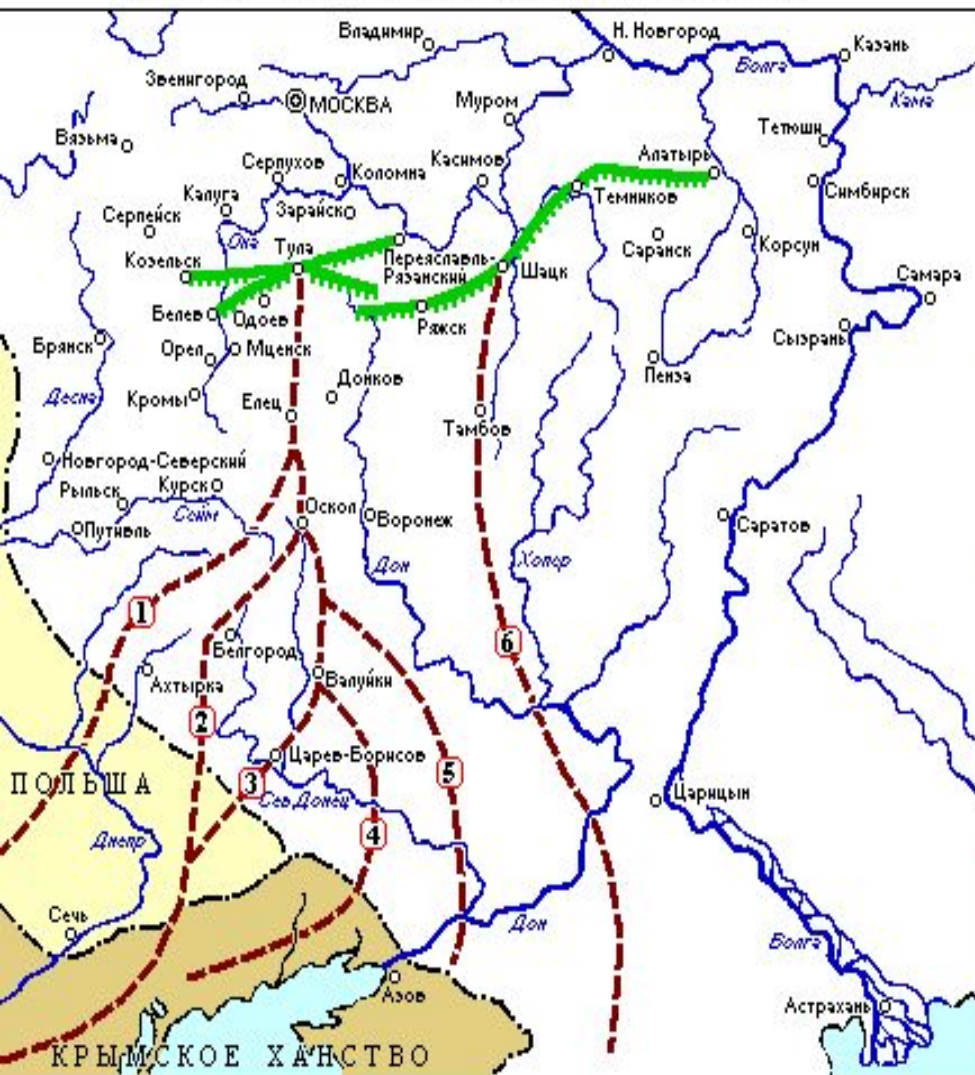 Владимир
Н. Новгород
Казань
Волга
Звенигород
МОСКВА
Муром
Кама
Вязьма
Тетюши
Серпухов
Коломна
Касимов
Алатырь
Калуга
Зарайск
Темников
Симбирск
Серпейск
Ока
Тула
Переяславль-
Рязанский
Саранск
Корсун
Козельск
Шацк
Самара
Белев
Одоев
Ряжск
Брянск
Орел
Мценск
Сызрань
Пенза
Десна
Кромы
Елец
Донков
Тамбов
Новгород-Северский
Рыльск
Курск
Оскол
Воронеж
Саратов
Путивль
Сейм
Дон
Хопер
1
Белгород
6
Ахтырка
Валуйки
2
Царев-Борисов
5
ПОЛЬША
3
Сев.Донец
Царицын
4
Днепр
Сечь
Дон
Волга
Азов
Астрахань
КРЫМСКОЕ ХАНСТВО